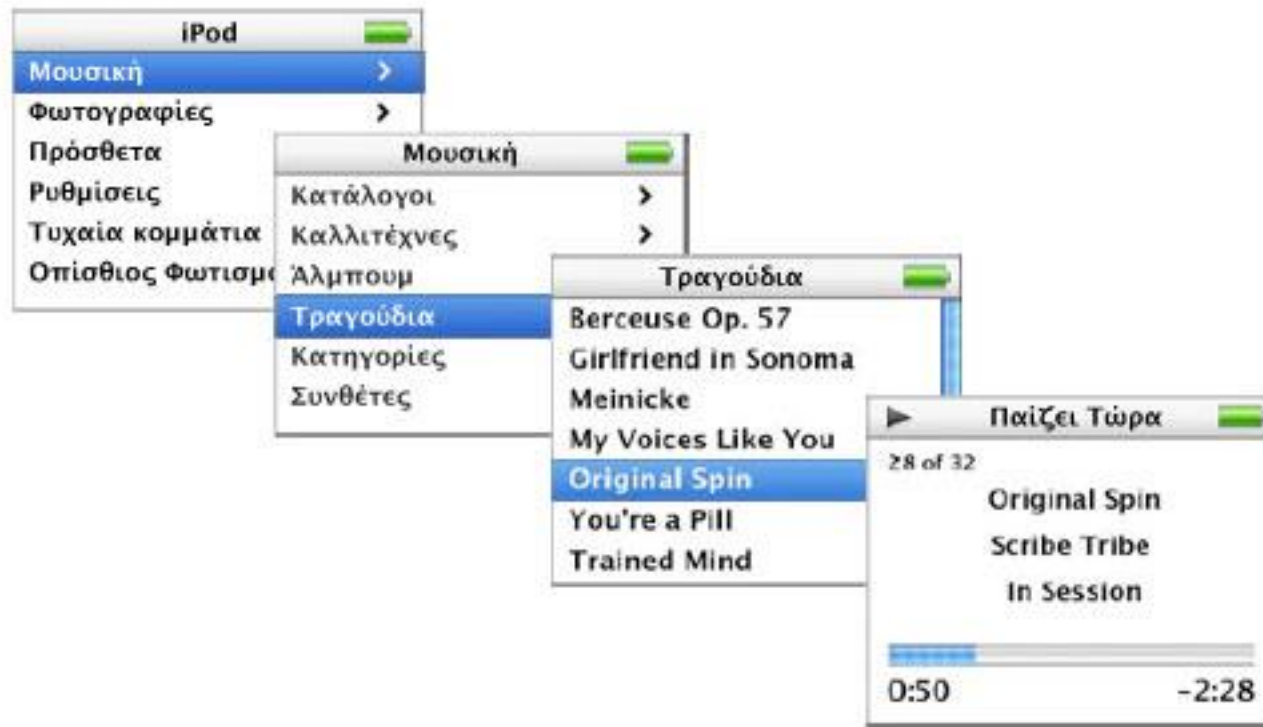 iPod
Μουσική
Φωτογραφίες
Πρόσθετα
Ρυθμίσεις
Τυχαία κομμάτια
Οπίσθιος
Μουσική
Κατάλογοι
Καλλιτέχνες
Άλμπουμ
Τραγούδια
Κατηγορίες
Συνθέτες
Τραγούδια
Berceuse Op. 57
Girlfriend in Sonoma
Meinicke
My Voices Like You
Original Spin
You're a Pill
Trained Mind
Παίζει Τώρα
28 of 32
Original Spin
Scribe Tribe
In Session
0:50 -2:28